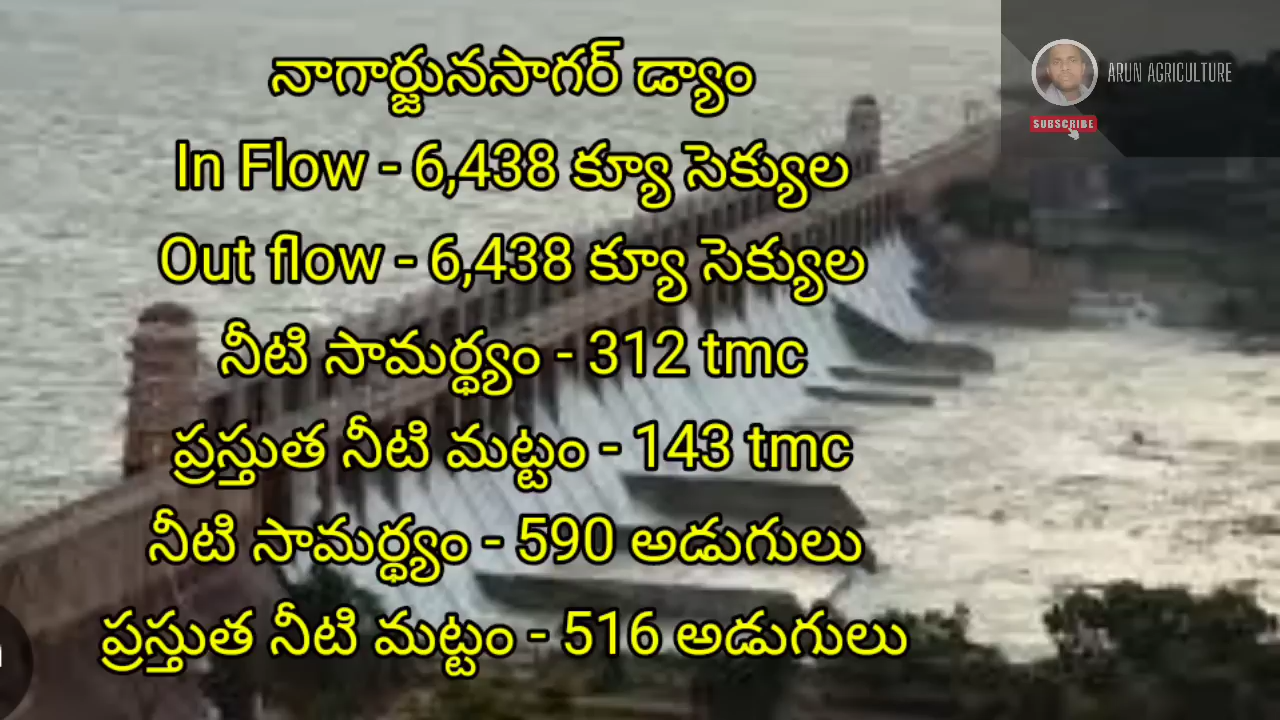 నాగార్జునసాగర్ డ్యాం
In Flow - 6,438 క్యూ సెక్యుల
Out flow - 6,438 క్యూ సెక్యుల
నీటి సామర్థ్యం - 312 tmc
ప్రస్తుత నీటి మట్టం - 143 tmc
నీటి సామర్థ్యం - 590 అడుగులు
ప్రస్తుత నీటి మట్టం - 516 అడుగులు
ARUN AGRICULTURE
SUBSCRIBE